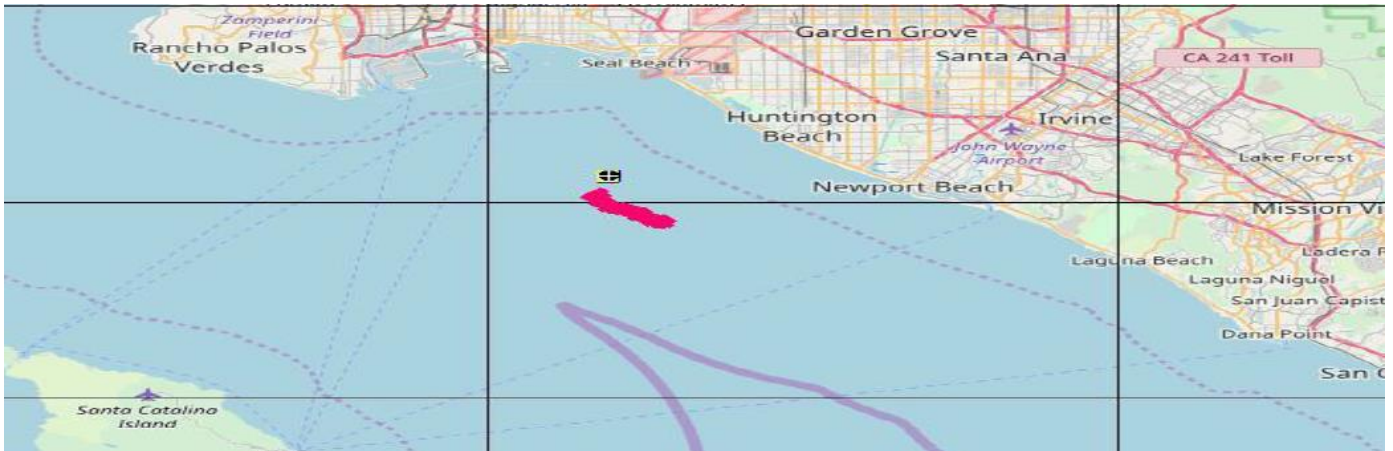 Zamperini
Field
Rancho Palos
Verdes
Seal Beach
Garden Grove
Santa Ana
CA 241 Toll
Huntington
Beach
Irvine
John Wayne
Airport
Lake Forest
Newport Beach
Mission Vi
Laguna Beach
Ladera R
Laguna Niguel
San Juan Capist
Dana Point
San C
Santa Catalina
Island